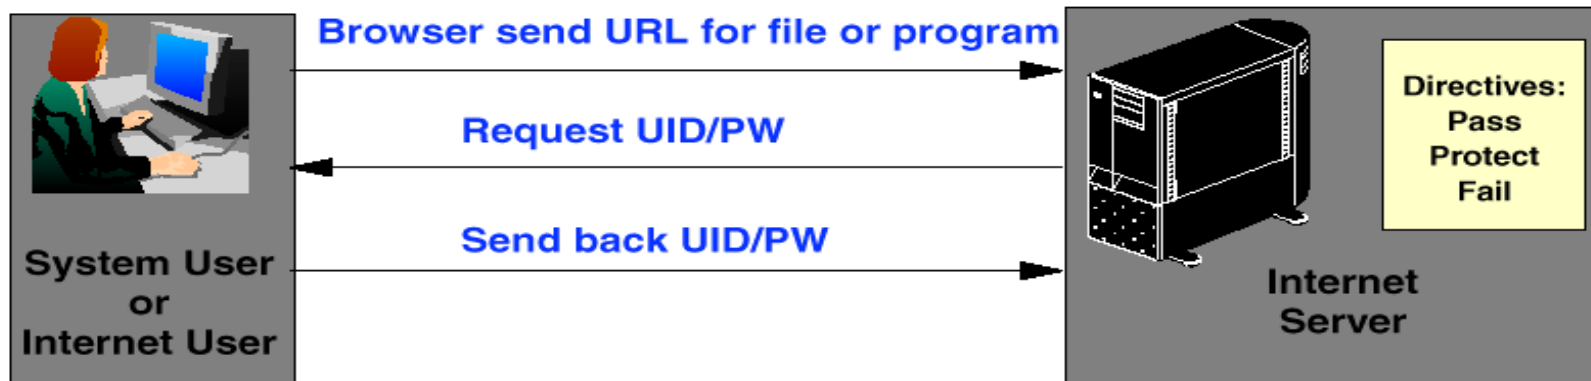 Browser send URL for file or program
Request UID/PW
Send back UID/PW
System User
or
Internet User
Directives:
Pass
Protect
Fail
Internet
Server